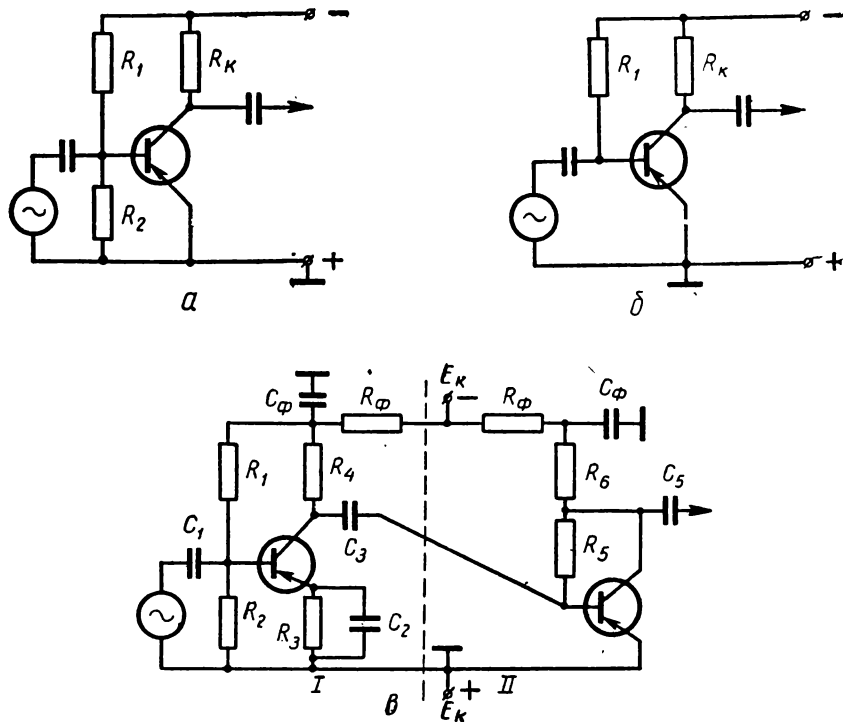 −
R₁
Rк
R₂
+
а
−
R₁
Rк
+
б
Cф
Rф
Eк
−
Rф
Cф
R₁
R₄
R₆
C₅
C₁
C₃
R₅
R₂
R₃
C₂
I
в
+
Eк
II